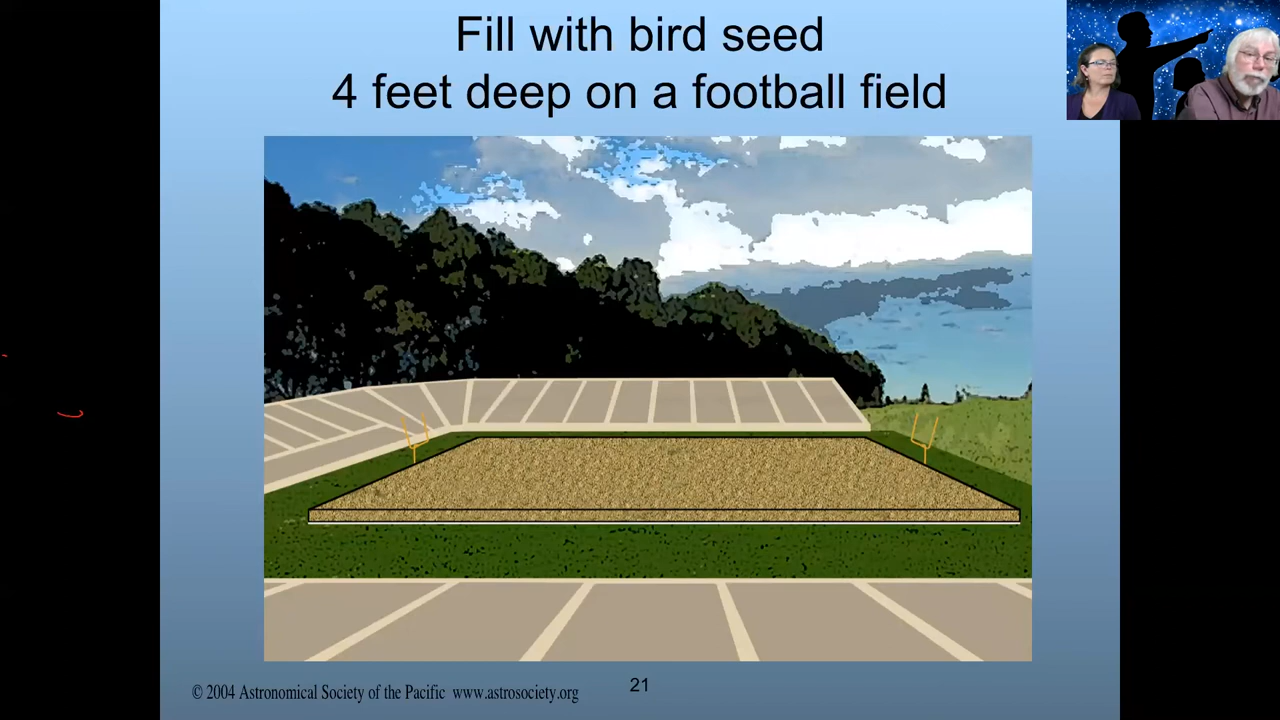 Fill with bird seed
4 feet deep on a football field
© 2004 Astronomical Society of the Pacific www.astrosociety.org
21